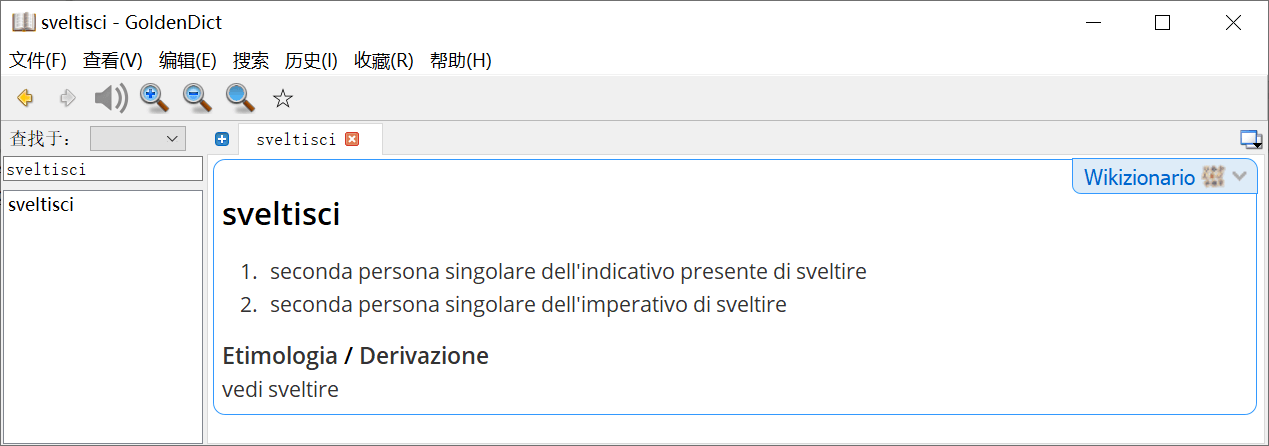 sveltisci - GoldenDict
文件(F) 查看(V) 编辑(E) 搜索 历史(I) 收藏(R) 帮助(H)
查找于:
sveltisci
sveltisci
sveltisci
Wikizionario
sveltisci
1. seconda persona singolare dell'indicativo presente di sveltire
2. seconda persona singolare dell'imperativo di sveltire
Etimologia / Derivazione
vedi sveltire